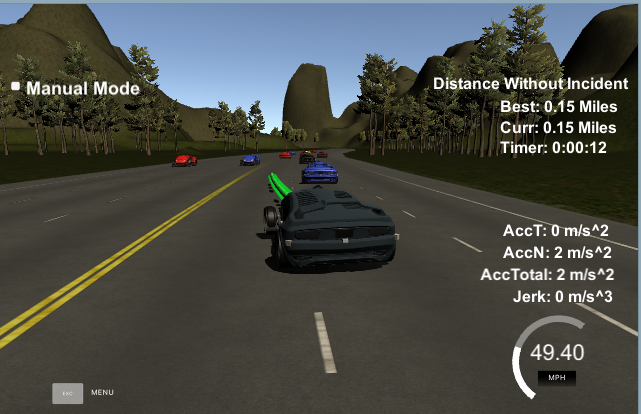 Manual Mode
Distance Without Incident
Best: 0.15 Miles
Curr: 0.15 Miles
Timer: 0:00:12
AccT: 0 m/s^2
AccN: 2 m/s^2
AccTotal: 2 m/s^2
Jerk: 0 m/s^3
49.40
MPH
ESC MENU